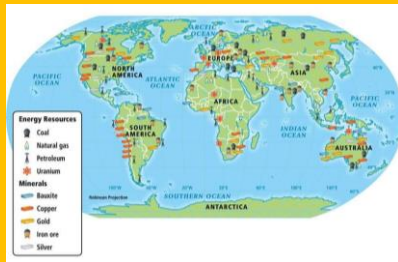 ARCTIC
OCEAN
NORTH
AMERICA
EUROPE
ASIA
PACIFIC
OCEAN
ATLANTIC
OCEAN
PACIFIC
OCEAN
AFRICA
SOUTH
AMERICA
INDIAN
OCEAN
AUSTRALIA
SOUTHERN OCEAN
ANTARCTICA
Robinson Projection
Energy Resources
Coal
Natural gas
Petroleum
Uranium
Minerals
Bauxite
Copper
Gold
Iron ore
Silver